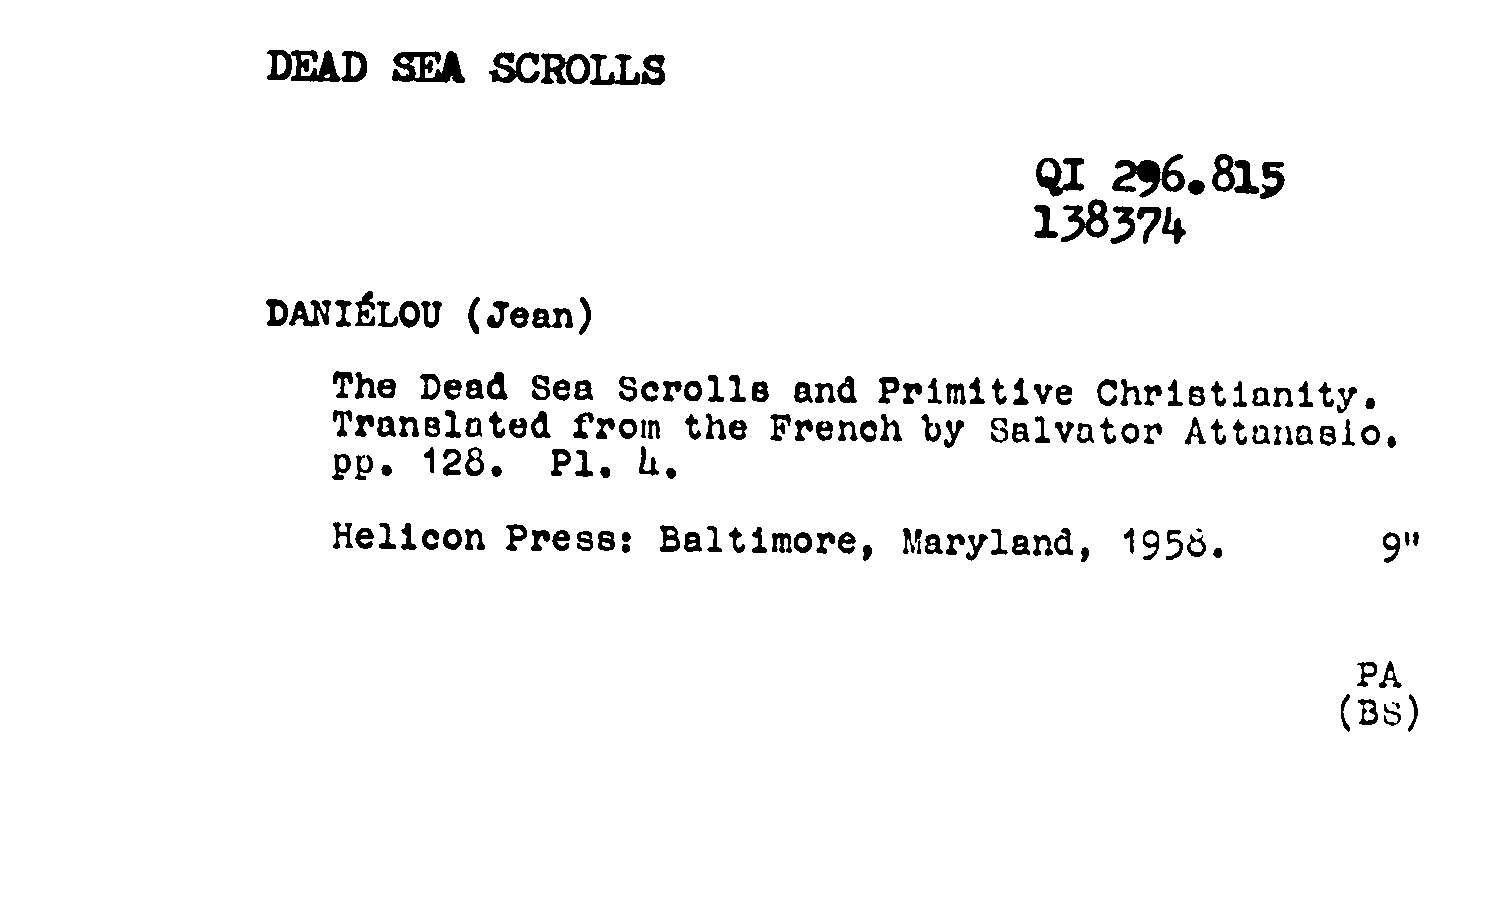 DEAD SEA SCROLLS
QI 296.815
138374
DANIÉLOU (Jean)
The Dead Sea Scrolls and Primitive Christianity.
Translated from the French by Salvator Attanasio.
pp. 128. Pl. 4.
Helicon Press: Baltimore, Maryland, 1958. 9"
PA
(BS)